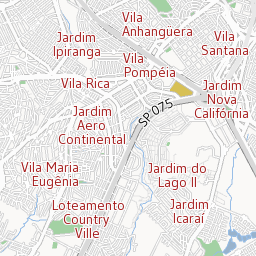 Vila
Anhangüera
Jardim
Ipiranga
Vila
Santana
Vila
Pompéia
Vila Rica
Jardim
Nova
Califórnia
Jardim
Aero
Continental
SP 075
Vila Maria
Eugênia
Jardim do
Lago II
Loteamento
Country
Ville
Jardim
Icaraí